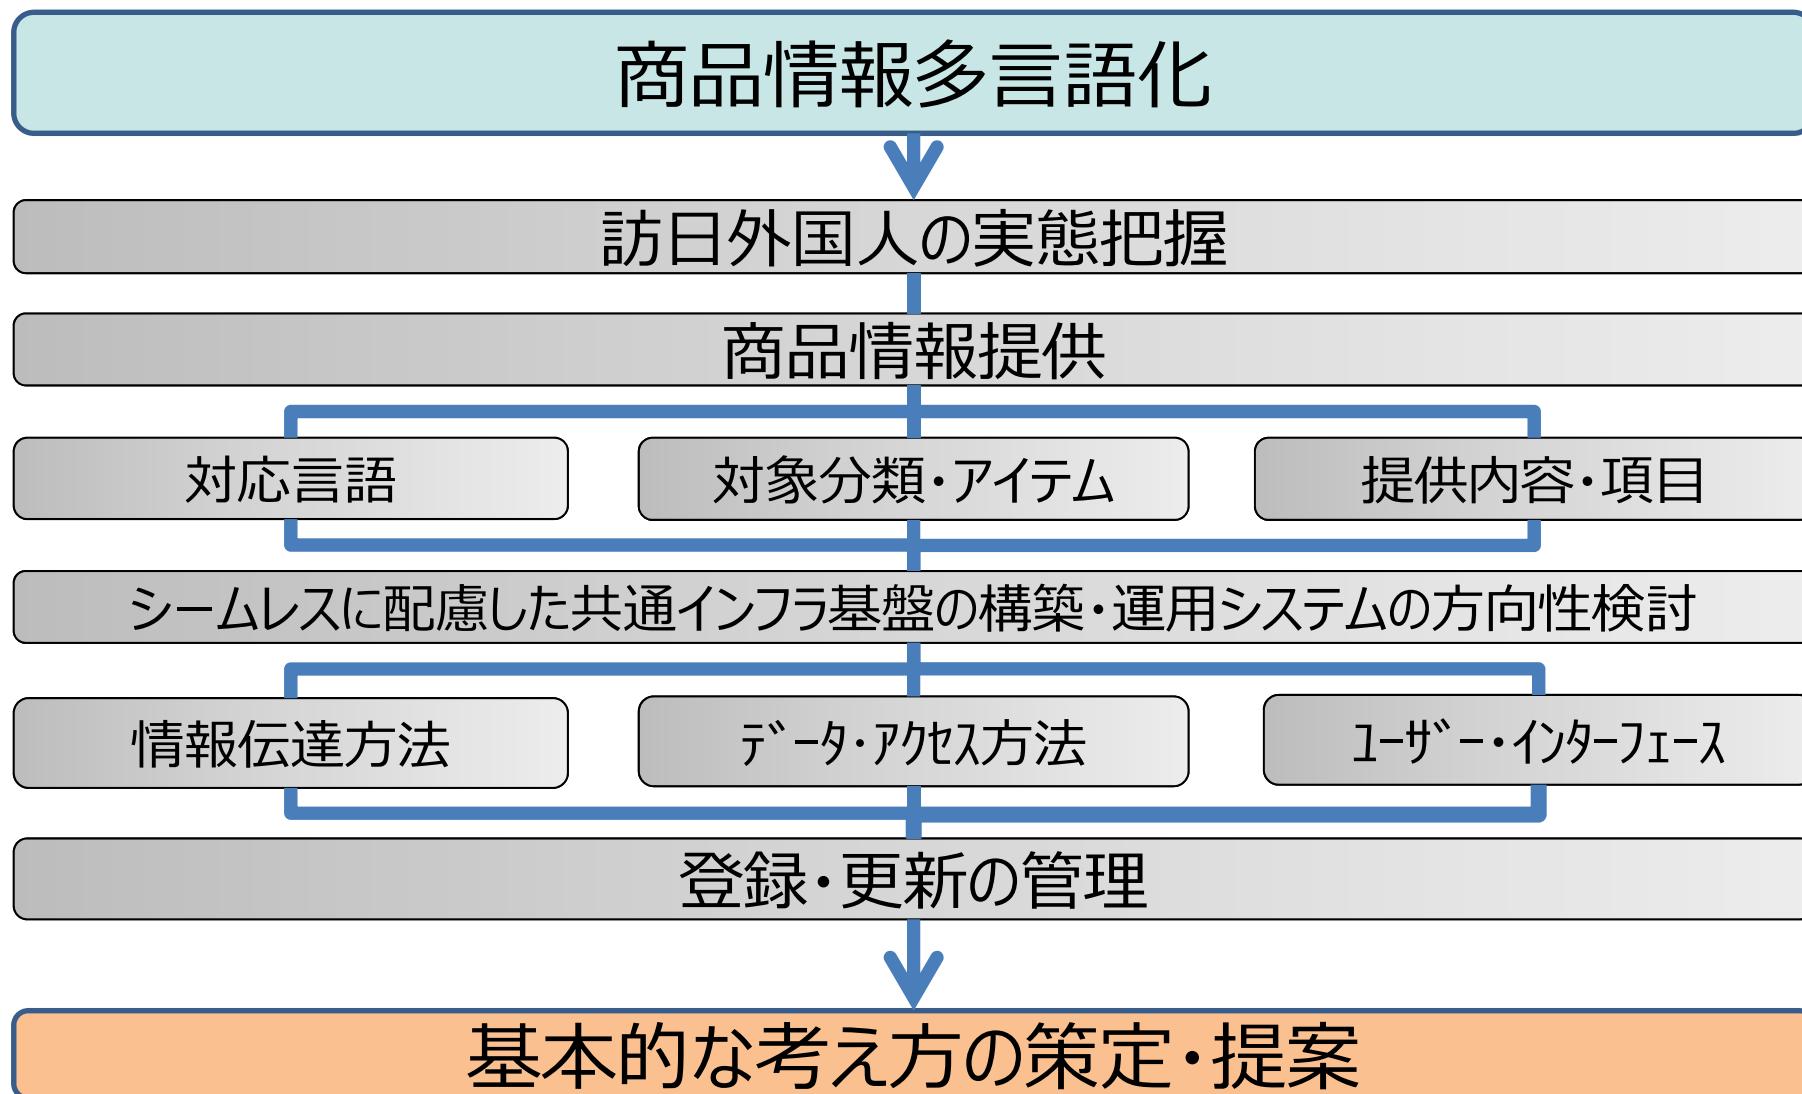 商品情報多言語化
訪日外国人の実態把握
商品情報提供
対応言語
対象分類・アイテム
提供内容・項目
シームレスに配慮した共通インフラ基盤の構築・運用システムの方向性検討
情報伝達方法
ﾃﾞｰﾀ・ｱｸｾｽ方法
ﾕｰｻﾞｰ・ｲﾝﾀｰﾌｪｰｽ
登録・更新の管理
基本的な考え方の策定・提案